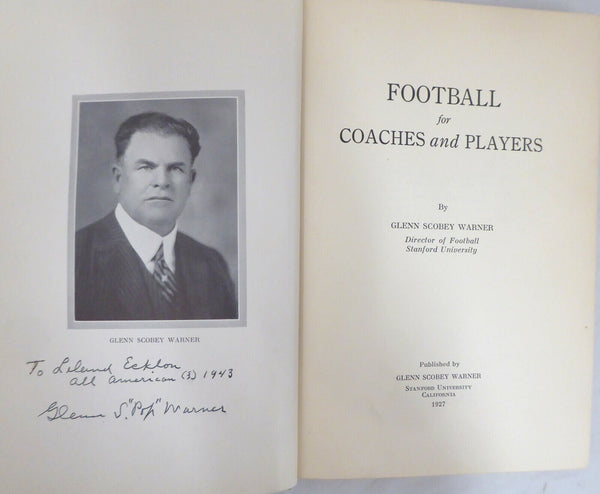 GLENN SCOBEY WARNER
To Leland Ecklon
All American (3) 1943
Glenn S. "Pop" Warner
FOOTBALL
for
COACHES and PLAYERS
By
GLENN SCOBEY WARNER
Director of Football
Stanford University
Published by
GLENN SCOBEY WARNER
STANFORD UNIVERSITY
CALIFORNIA
1927